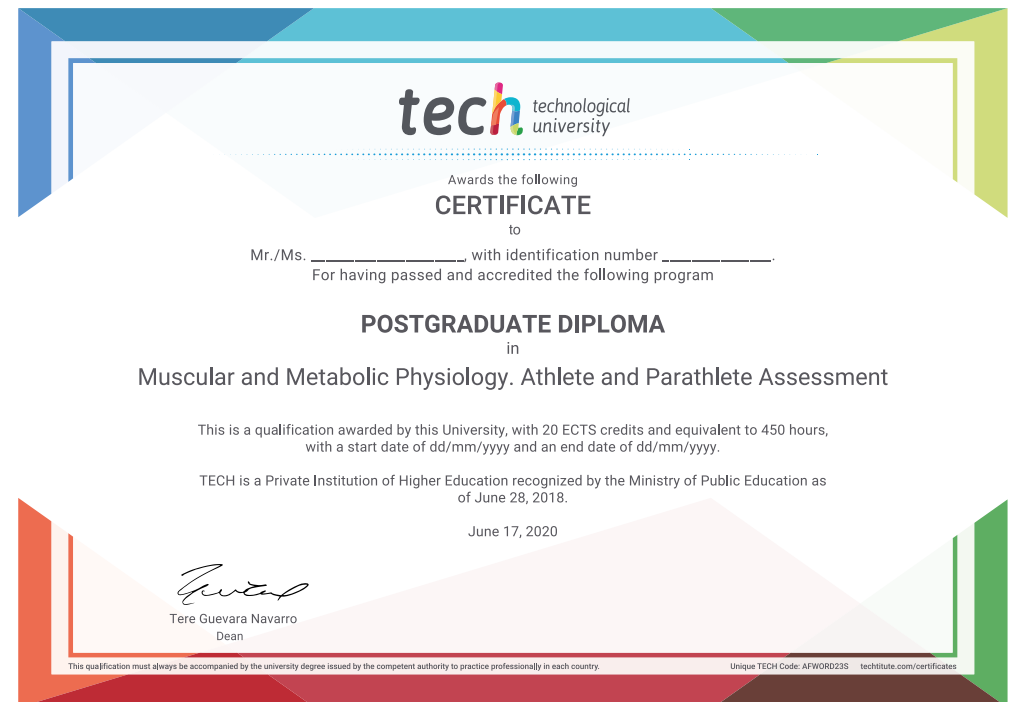 tech technological
university
Awards the following
CERTIFICATE
to
Mr./Ms. ____________________, with identification number ______________.
For having passed and accredited the following program
POSTGRADUATE DIPLOMA
in
Muscular and Metabolic Physiology. Athlete and Parathlete Assessment
This is a qualification awarded by this University, with 20 ECTS credits and equivalent to 450 hours,
with a start date of dd/mm/yyyy and an end date of dd/mm/yyyy.
TECH is a Private Institution of Higher Education recognized by the Ministry of Public Education as
of June 28, 2018.
June 17, 2020
Tere Guevara Navarro
Dean
This qualification must always be accompanied by the university degree issued by the competent authority to practice professionally in each country.
Unique TECH Code: AFWORD23S techtitute.com/certificates